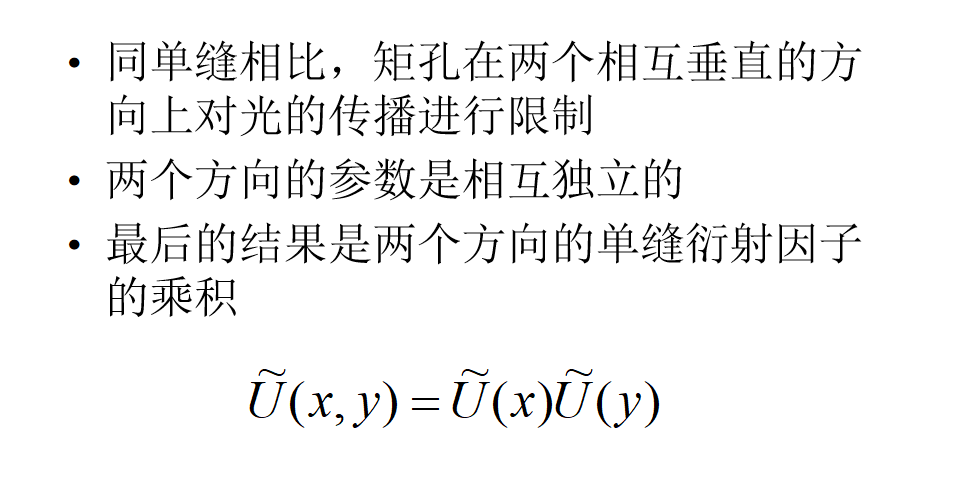 • 同单缝相比，矩孔在两个相互垂直的方
向上对光的传播进行限制
• 两个方向的参数是相互独立的
• 最后的结果是两个方向的单缝衍射因子
的乘积
Ũ(x, y) = Ũ(x)Ũ(y)